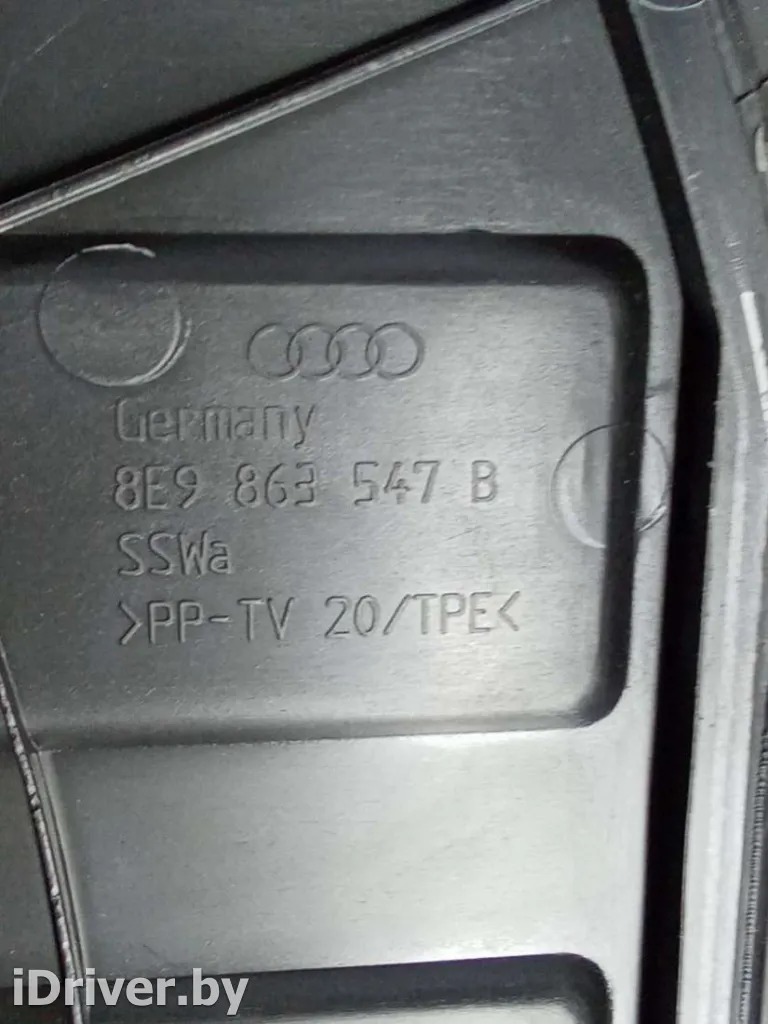 Germany
8E9 863 547 B
SSWa
>PP-TV 20/TPE<
iDriver.by